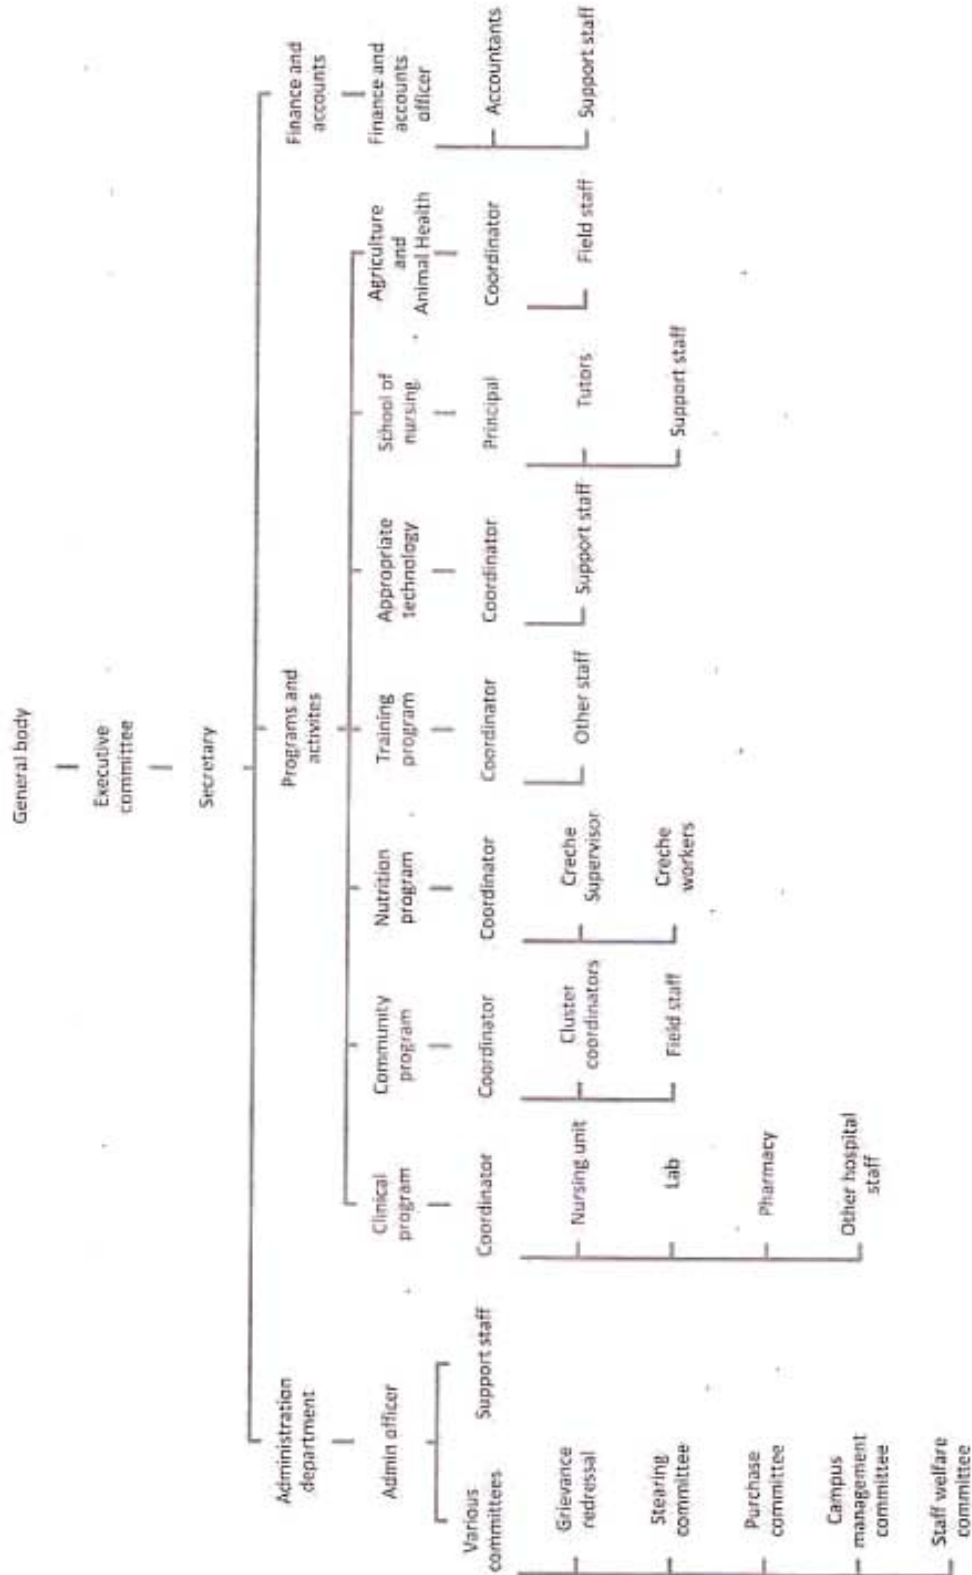 General body
Executive
committee
Secretary
Administration
department
Programs and
activites
Finance and
accounts
Admin officer
Clinical
program
Community
program
Nutrition
program
Training
program
Appropriate
technology
School of
nursing
Agriculture
and
Animal Health
Finance and
accounts
officer
Various
committees
Support staff
Coordinator
Coordinator
Coordinator
Coordinator
Coordinator
Principal
Coordinator
Accountants
Grievance
redressal
Nursing unit
Cluster
coordinators
Creche
Supervisor
Other staff
Support staff
Tutors
Field staff
Support staff
Stearing
committee
Lab
Field staff
Creche
workers
Support staff
Purchase
committee
Pharmacy
Campus
management
committee
Other hospital
staff
Staff welfare
committee